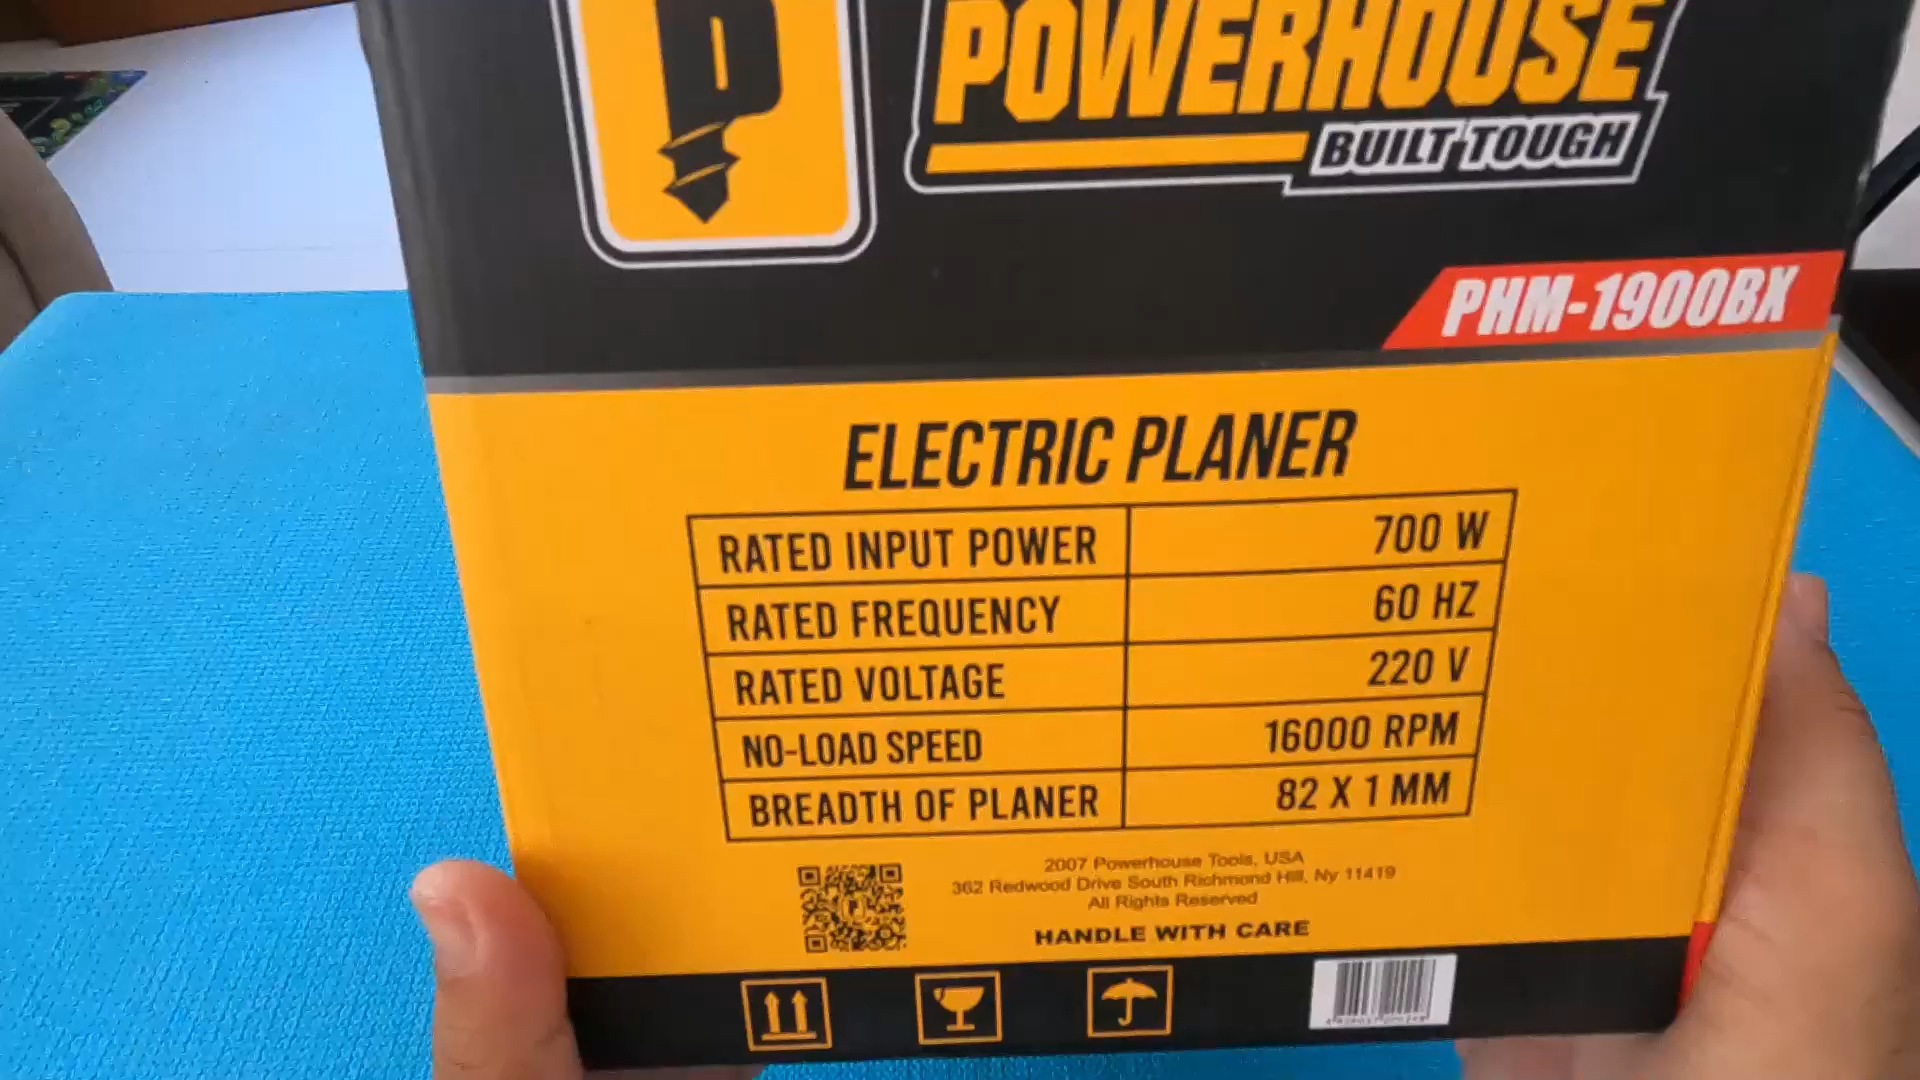 POWERHOUSE
BUILT TOUGH
PHM-1900BX
ELECTRIC PLANER
RATED INPUT POWER 700 W
RATED FREQUENCY 60 HZ
RATED VOLTAGE 220 V
NO-LOAD SPEED 16000 RPM
BREADTH OF PLANER 82 X 1 MM
2007 Powerhouse Tools, USA
362 Redwood Drive South Richmond Hill, Ny 11419
All Rights Reserved
HANDLE WITH CARE